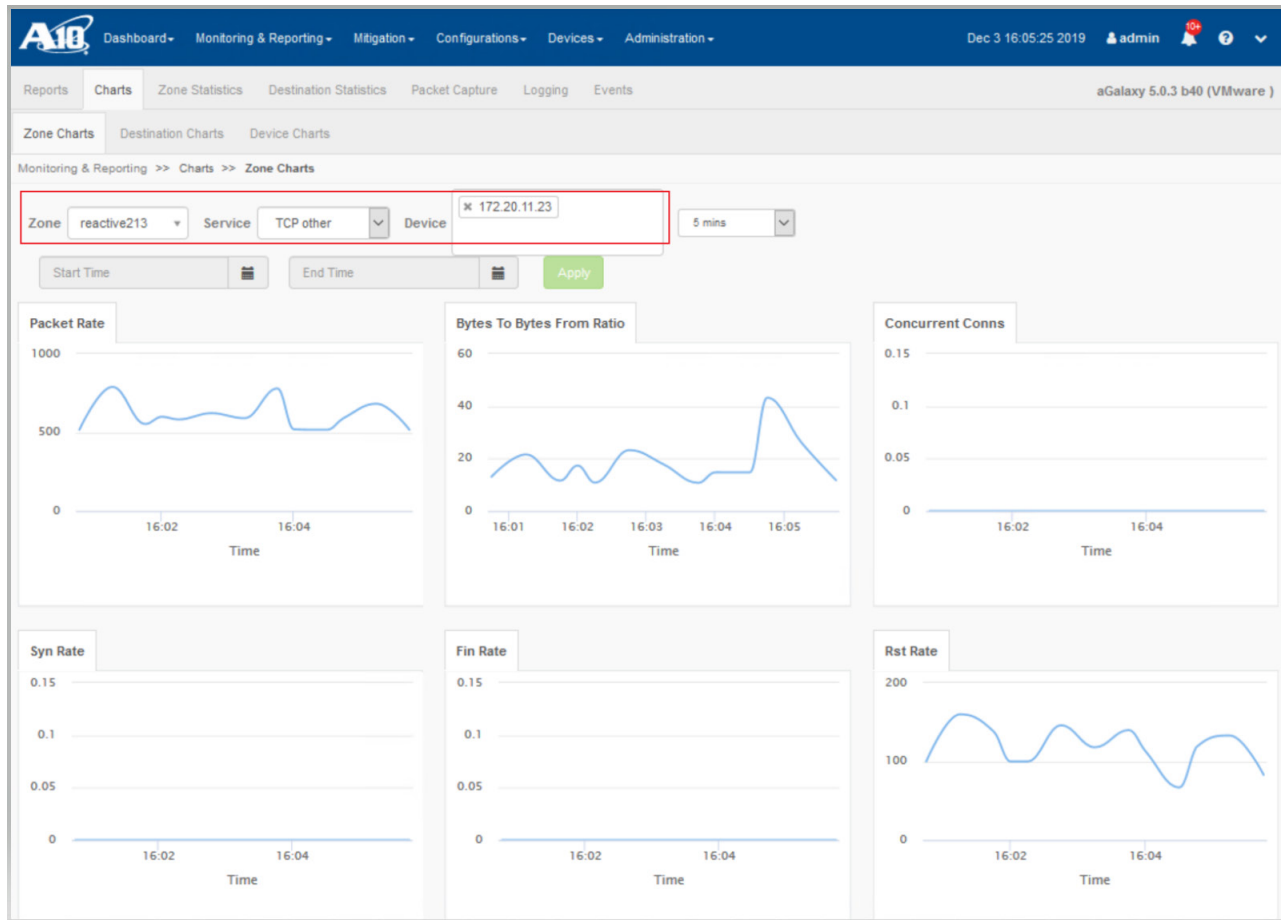 A10 Dashboard Monitoring & Reporting Mitigation Configurations Devices Administration Dec 3 16:05:25 2019 admin 10+
Reports Charts Zone Statistics Destination Statistics Packet Capture Logging Events aGalaxy 5.0.3 b40 (VMware )
Zone Charts Destination Charts Device Charts
Monitoring & Reporting >> Charts >> Zone Charts
Zone reactive213 Service TCP other Device × 172.20.11.23 5 mins
Start Time End Time Apply
Packet Rate
1000
500
0
16:02 16:04
Time
Bytes To Bytes From Ratio
60
40
20
0
16:01 16:02 16:03 16:04 16:05
Time
Concurrent Conns
0.15
0.1
0.05
0
16:02 16:04
Time
Syn Rate
0.15
0.1
0.05
0
16:02 16:04
Time
Fin Rate
0.15
0.1
0.05
0
16:02 16:04
Time
Rst Rate
200
100
0
16:02 16:04
Time